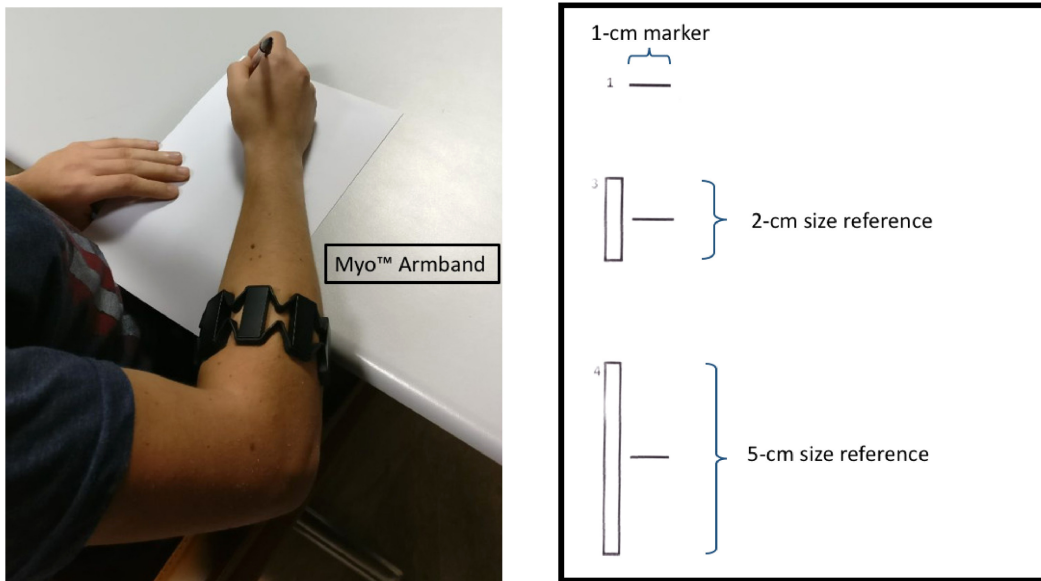 Myo™ Armband
1-cm marker
1
3
2-cm size reference
4
5-cm size reference